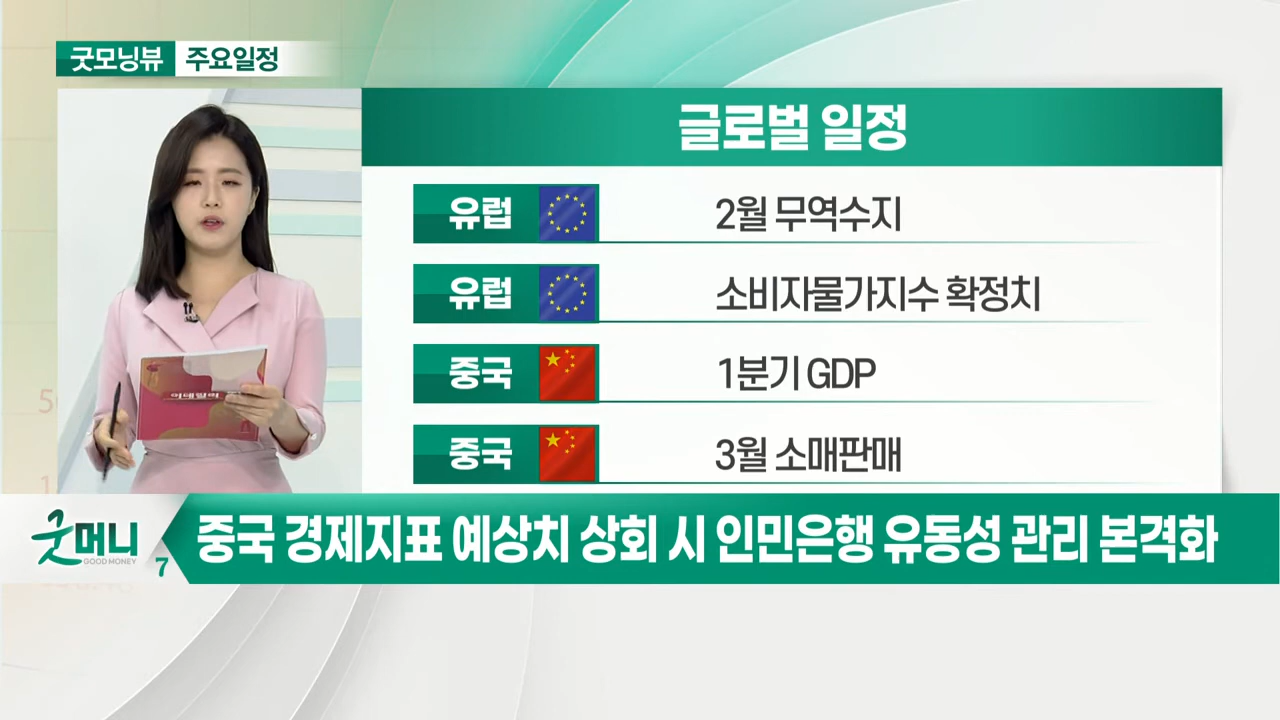 굿모닝뷰 주요일정
글로벌 일정
유럽 2월 무역수지
유럽 소비자물가지수 확정치
중국 1분기 GDP
중국 3월 소매판매
이데일리
굿머니
GOOD MONEY
7
중국 경제지표 예상치 상회 시 인민은행 유동성 관리 본격화